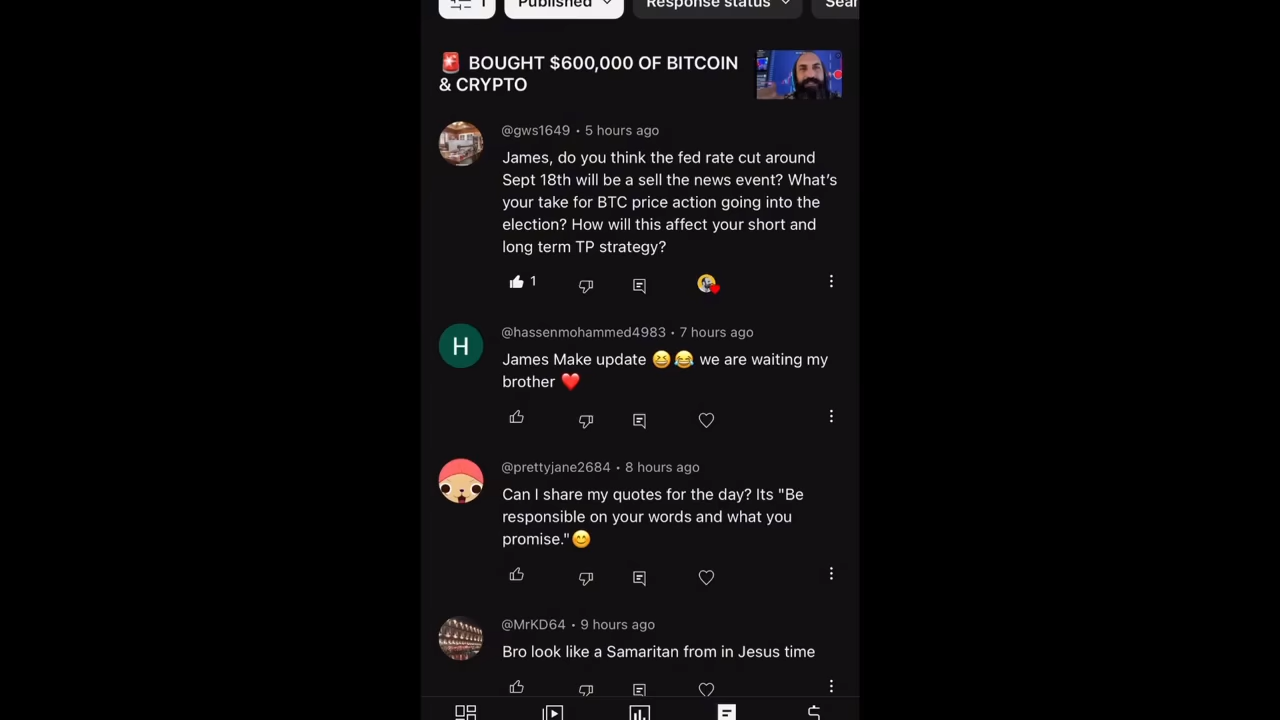 1 Published Response status Sear
🚨 BOUGHT $600,000 OF BITCOIN
& CRYPTO
@gws1649 • 5 hours ago
James, do you think the fed rate cut around
Sept 18th will be a sell the news event? What’s
your take for BTC price action going into the
election? How will this affect your short and
long term TP strategy?
1
@hassenmohammed4983 • 7 hours ago
H
James Make update 😆😂 we are waiting my
brother ❤️
@prettyjane2684 • 8 hours ago
Can I share my quotes for the day? Its "Be
responsible on your words and what you
promise."😊
@MrKD64 • 9 hours ago
Bro look like a Samaritan from in Jesus time